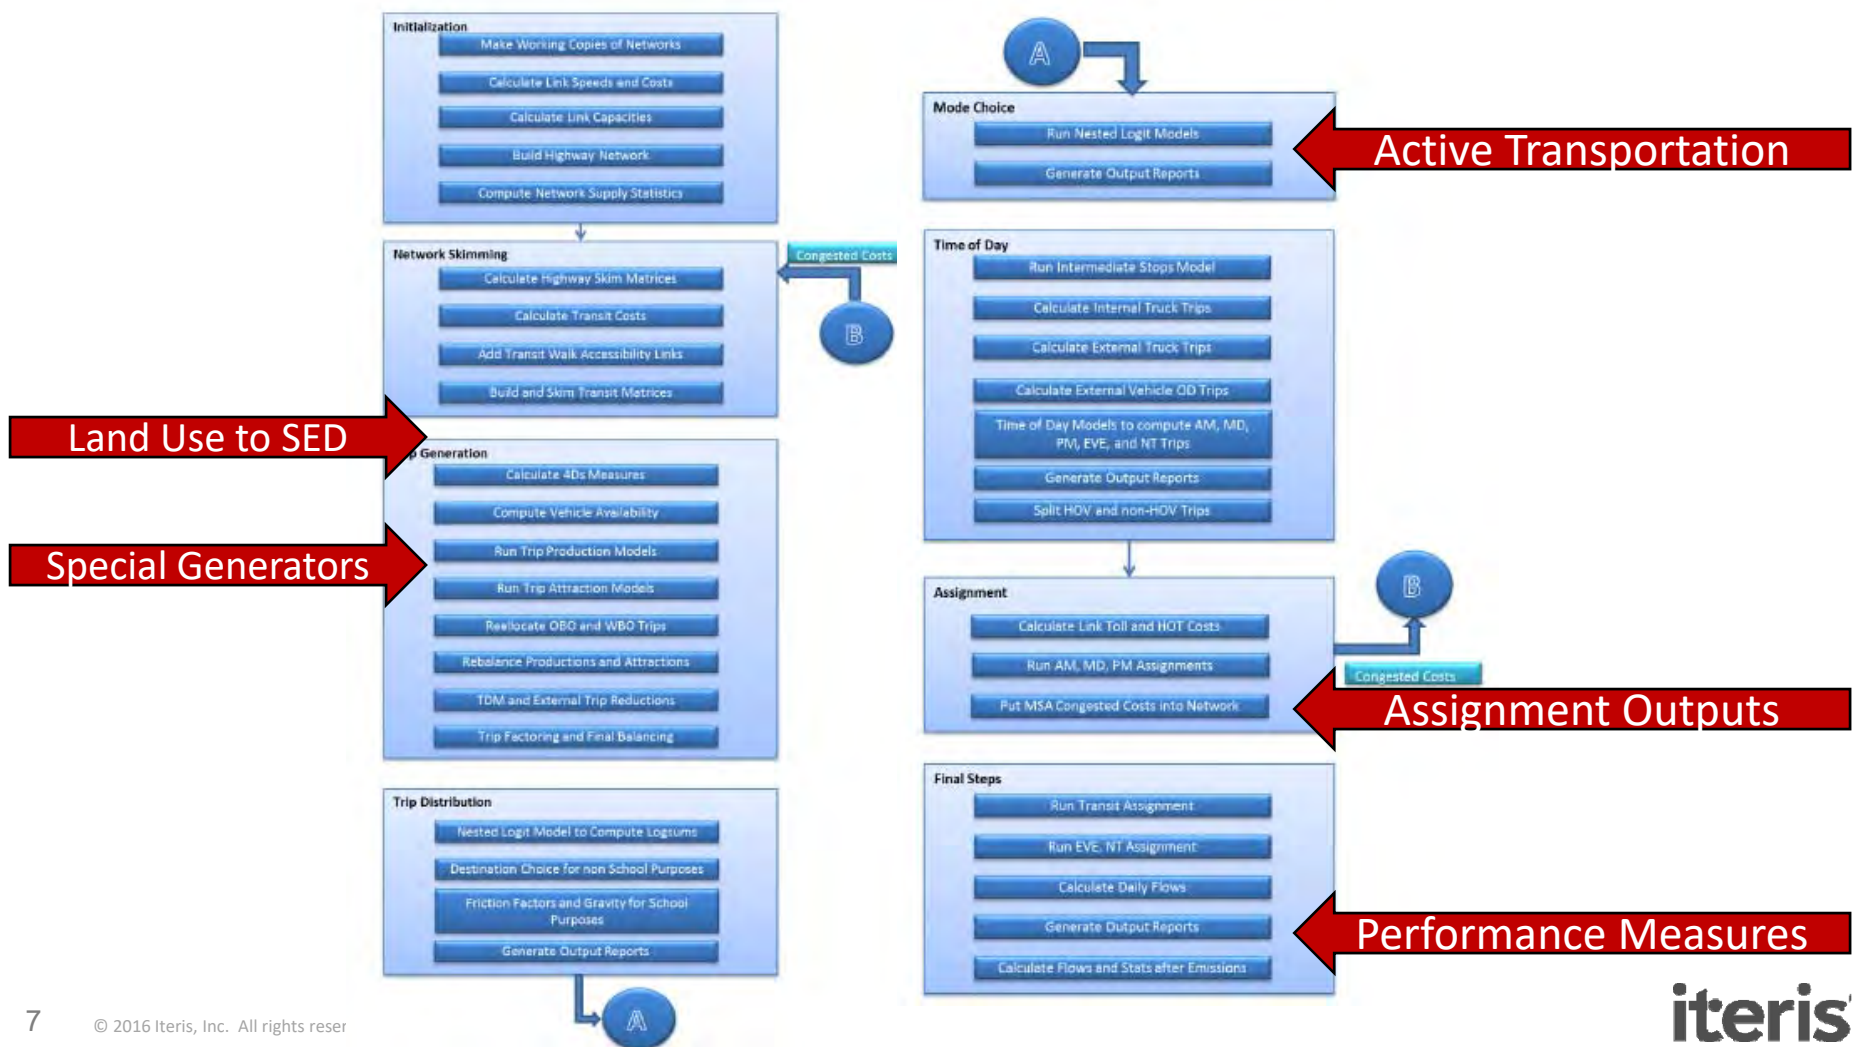 Initialization
Make Working Copies of Networks
Calculate Link Speeds and Costs
Calculate Link Capacities
Build Highway Network
Compute Network Supply Statistics
Network Skimming
Calculate Highway Skim Matrices
Calculate Transit Costs
Add Transit Walk Accessibility Links
Build and Skim Transit Matrices
Congested Costs
B
Land Use to SED
p Generation
Calculate 4Ds Measures
Compute Vehicle Availability
Special Generators
Run Trip Production Models
Run Trip Attraction Models
Reallocate OBO and WBO Trips
Rebalance Productions and Attractions
TDM and External Trip Reductions
Trip Factoring and Final Balancing
Trip Distribution
Nested Logit Model to Compute Logsums
Destination Choice for non School Purposes
Friction Factors and Gravity for School
Purposes
Generate Output Reports
A
A
Mode Choice
Run Nested Logit Models
Generate Output Reports
Active Transportation
Time of Day
Run Intermediate Stops Model
Calculate Internal Truck Trips
Calculate External Truck Trips
Calculate External Vehicle OD Trips
Time of Day Models to compute AM, MD,
PM, EVE, and NT Trips
Generate Output Reports
Split HOV and non-HOV Trips
Assignment
Calculate Link Toll and HOT Costs
Run AM, MD, PM Assignments
Put MSA Congested Costs into Network
B
Congested Costs
Assignment Outputs
Final Steps
Run Transit Assignment
Run EVE, NT Assignment
Calculate Daily Flows
Generate Output Reports
Calculate Flows and Stats after Emissions
Performance Measures
7
© 2016 Iteris, Inc. All rights reser
iteris